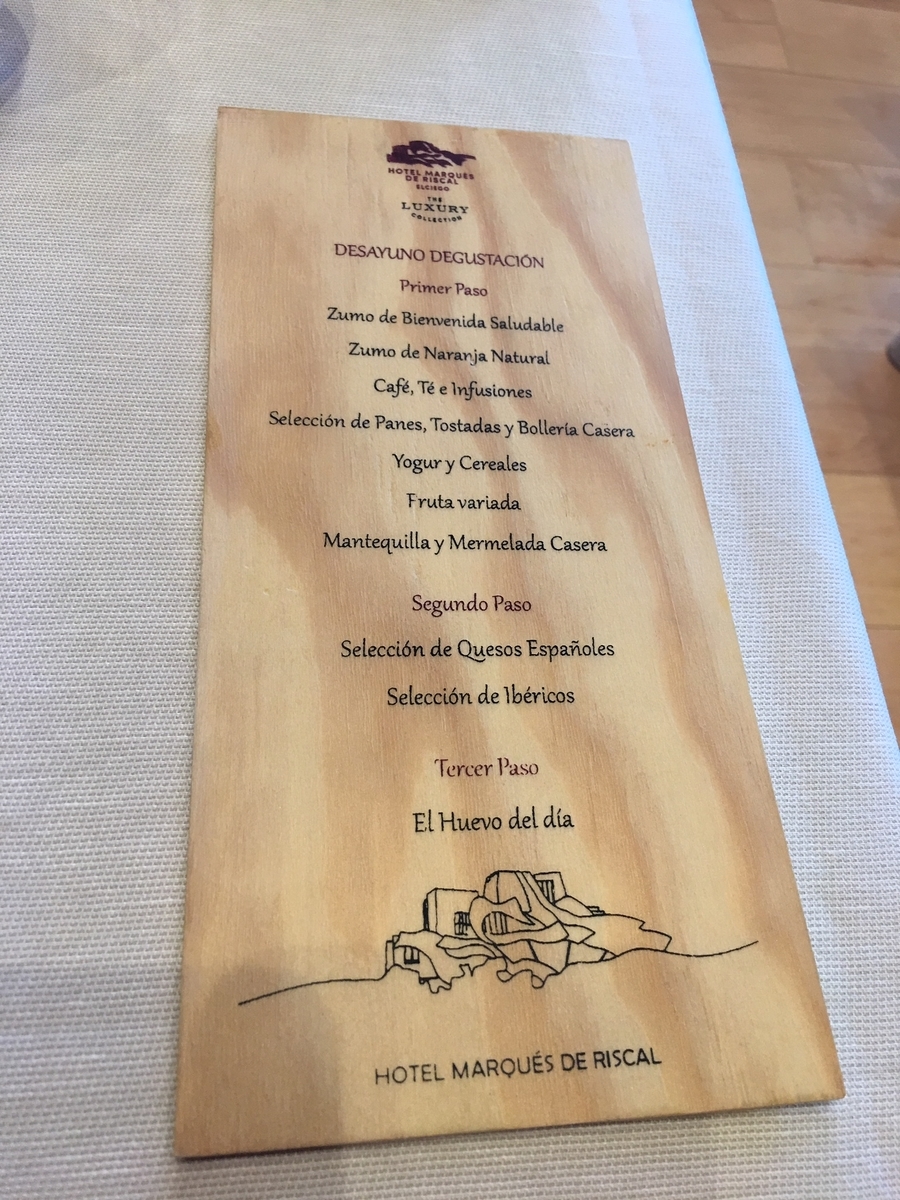 HOTEL MARQUÉS
DE RISCAL
ELCIEGO
THE
LUXURY
COLLECTION
DESAYUNO DEGUSTACIÓN
Primer Paso
Zumo de Bienvenida Saludable
Zumo de Naranja Natural
Café, Té e Infusiones
Selección de Panes, Tostadas y Bollería Casera
Yogur y Cereales
Fruta variada
Mantequilla y Mermelada Casera
Segundo Paso
Selección de Quesos Españoles
Selección de Ibéricos
Tercer Paso
El Huevo del día
HOTEL MARQUÉS DE RISCAL